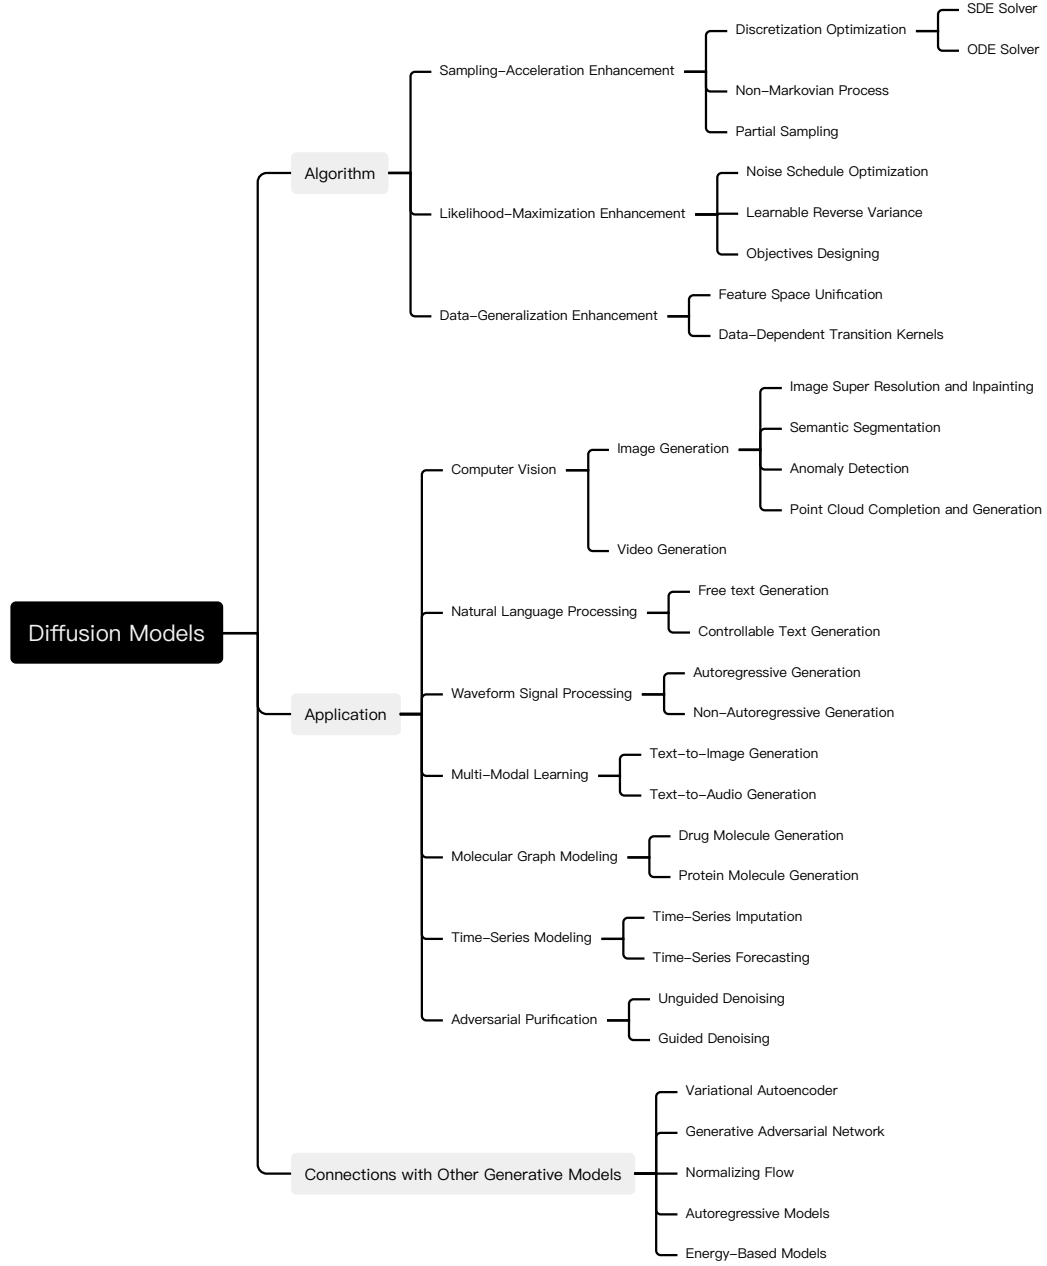 Diffusion Models
Algorithm
Sampling–Acceleration Enhancement
Discretization Optimization
SDE Solver
ODE Solver
Non–Markovian Process
Partial Sampling
Likelihood–Maximization Enhancement
Noise Schedule Optimization
Learnable Reverse Variance
Objectives Designing
Data–Generalization Enhancement
Feature Space Unification
Data–Dependent Transition Kernels
Application
Computer Vision
Image Generation
Image Super Resolution and Inpainting
Semantic Segmentation
Anomaly Detection
Point Cloud Completion and Generation
Video Generation
Natural Language Processing
Free text Generation
Controllable Text Generation
Waveform Signal Processing
Autoregressive Generation
Non–Autoregressive Generation
Multi–Modal Learning
Text–to–Image Generation
Text–to–Audio Generation
Molecular Graph Modeling
Drug Molecule Generation
Protein Molecule Generation
Time–Series Modeling
Time–Series Imputation
Time–Series Forecasting
Adversarial Purification
Unguided Denoising
Guided Denoising
Connections with Other Generative Models
Variational Autoencoder
Generative Adversarial Network
Normalizing Flow
Autoregressive Models
Energy–Based Models